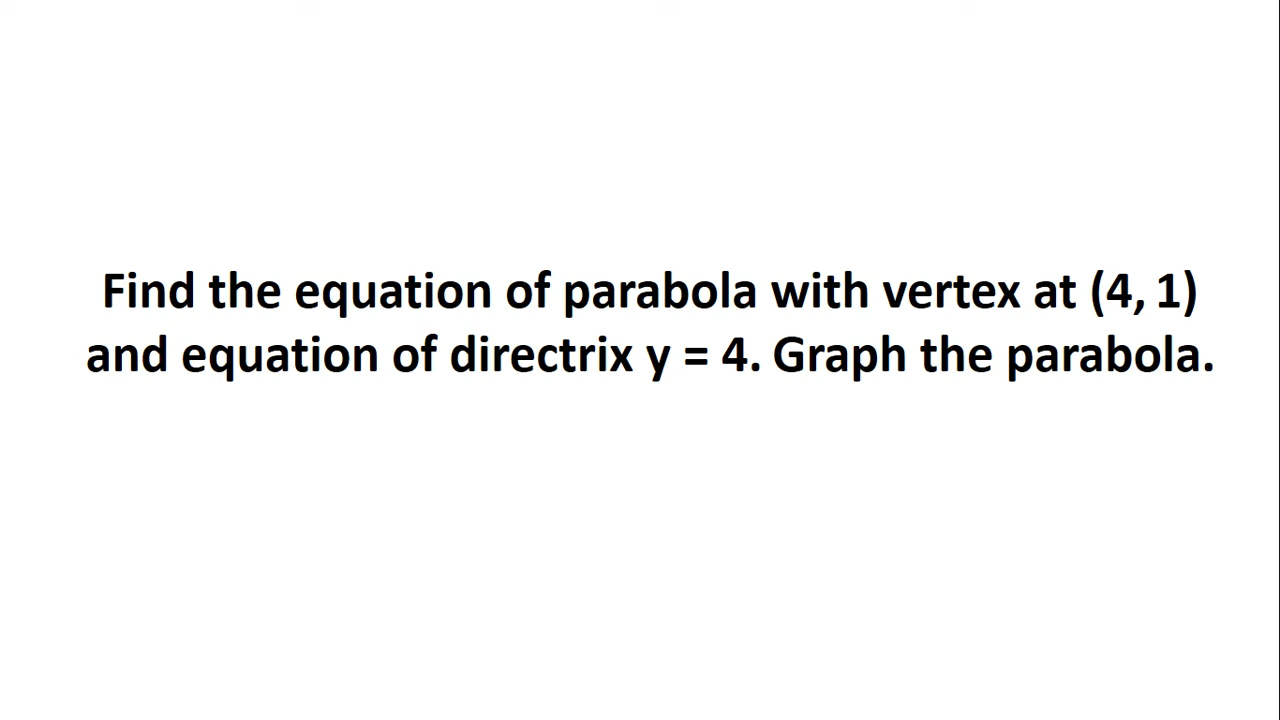 Find the equation of parabola with vertex at (4, 1)
and equation of directrix y = 4. Graph the parabola.